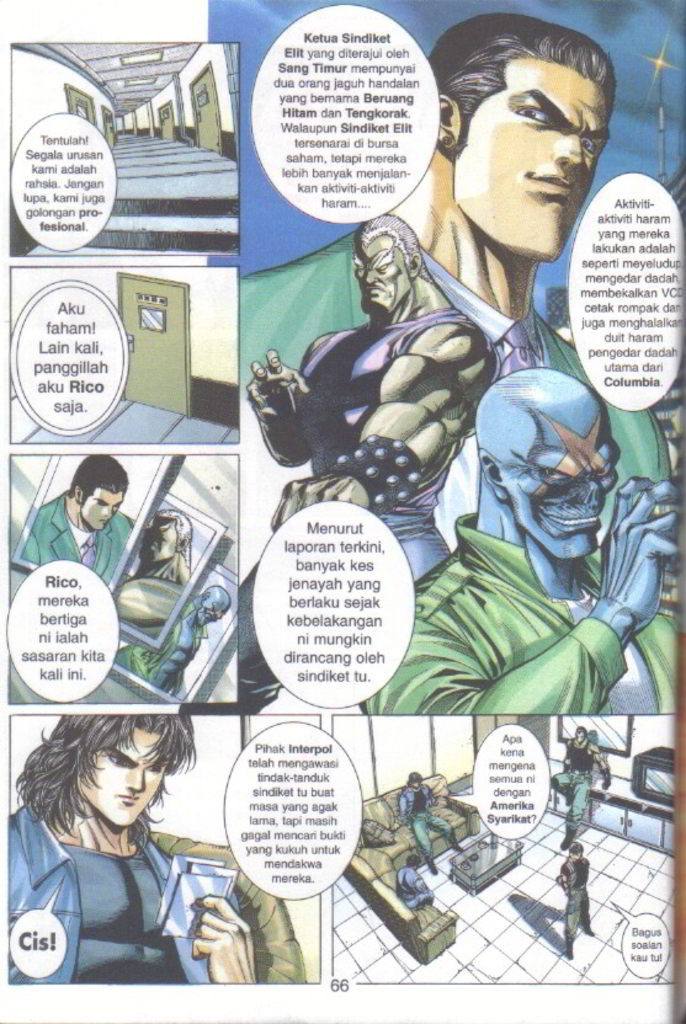 Tentulah!
Segala urusan
kami adalah
rahsia. Jangan
lupa, kami juga
golongan pro-
fesional.
Aku
faham!
Lain kali,
panggillah
aku Rico
saja.
Rico,
mereka
bertiga
ni ialah
sasaran kita
kali ini.
Ketua Sindiket
Elit yang diterajui oleh
Sang Timur mempunyai
dua orang jaguh handalan
yang bernama Beruang
Hitam dan Tengkorak.
Walaupun Sindiket Elit
tersenarai di bursa
saham, tetapi mereka
lebih banyak menjalan-
kan aktiviti-aktiviti
haram....
Aktiviti-
aktiviti haram
yang mereka
lakukan adalah
seperti meyeludup,
mengedar dadah,
membekalkan VCD
cetak rompak dan
juga menghalalkan
duit haram
pengedar dadah
utama dari
Columbia.
Menurut
laporan terkini,
banyak kes
jenayah yang
berlaku sejak
kebelakangan
ni mungkin
dirancang oleh
sindiket tu.
Cis!
Pihak Interpol
telah mengawasi
tindak-tanduk
sindiket tu buat
masa yang agak
lama, tapi masih
gagal mencari bukti
yang kukuh untuk
mendakwa
mereka.
Apa
kena
mengena
semua ni
dengan
Amerika
Syarikat?
Bagus
soalan
kau tu!
66